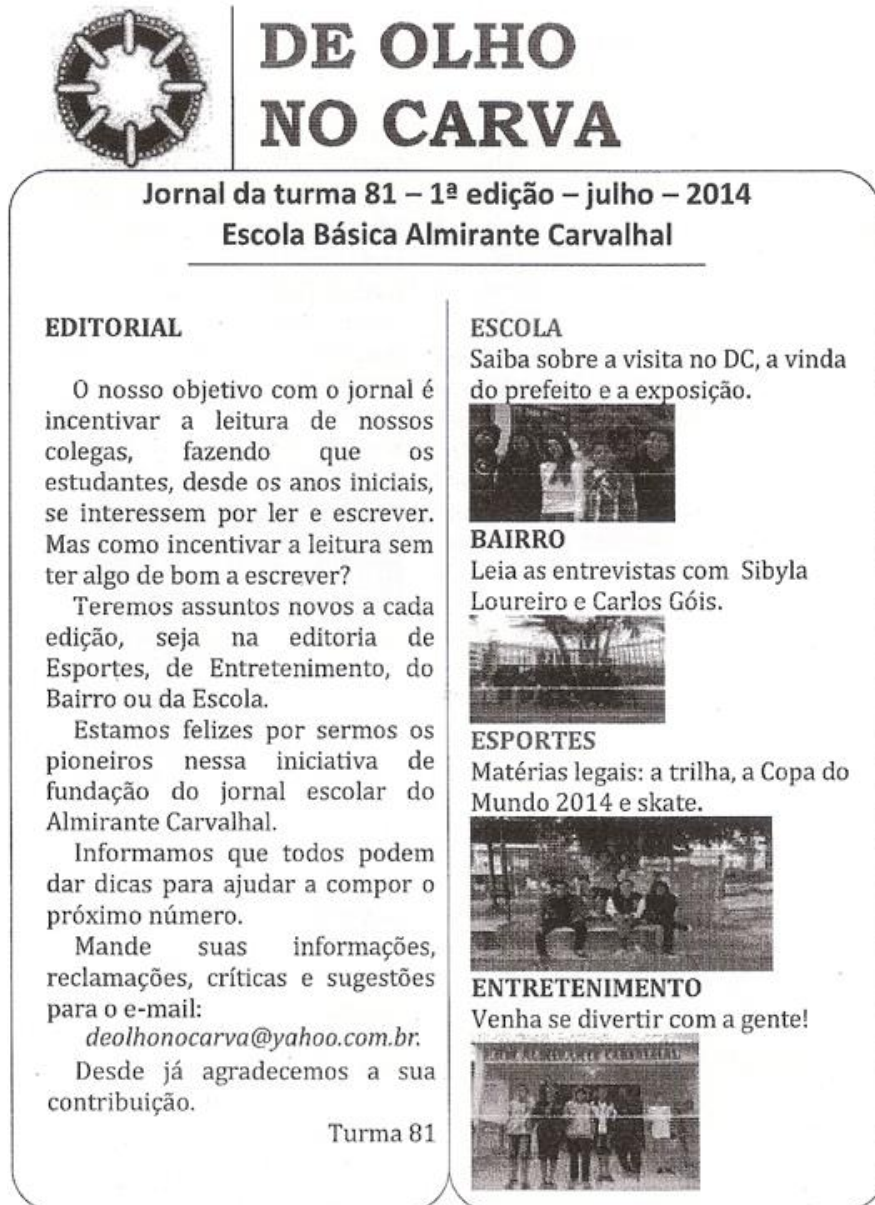 DE OLHO
NO CARVA
Jornal da turma 81 – 1ª edição – julho – 2014
Escola Básica Almirante Carvalhal
EDITORIAL
O nosso objetivo com o jornal é
incentivar a leitura de nossos
colegas, fazendo que os
estudantes, desde os anos iniciais,
se interessem por ler e escrever.
Mas como incentivar a leitura sem
ter algo de bom a escrever?
Teremos assuntos novos a cada
edição, seja na editoria de
Esportes, de Entretenimento, do
Bairro ou da Escola.
Estamos felizes por sermos os
pioneiros nessa iniciativa de
fundação do jornal escolar do
Almirante Carvalhal.
Informamos que todos podem
dar dicas para ajudar a compor o
próximo número.
Mande suas informações,
reclamações, críticas e sugestões
para o e-mail:
deolhonocarva@yahoo.com.br.
Desde já agradecemos a sua
contribuição.
Turma 81
ESCOLA
Saiba sobre a visita no DC, a vinda
do prefeito e a exposição.
BAIRRO
Leia as entrevistas com Sibyla
Loureiro e Carlos Góis.
ESPORTES
Matérias legais: a trilha, a Copa do
Mundo 2014 e skate.
ENTRETENIMENTO
Venha se divertir com a gente!